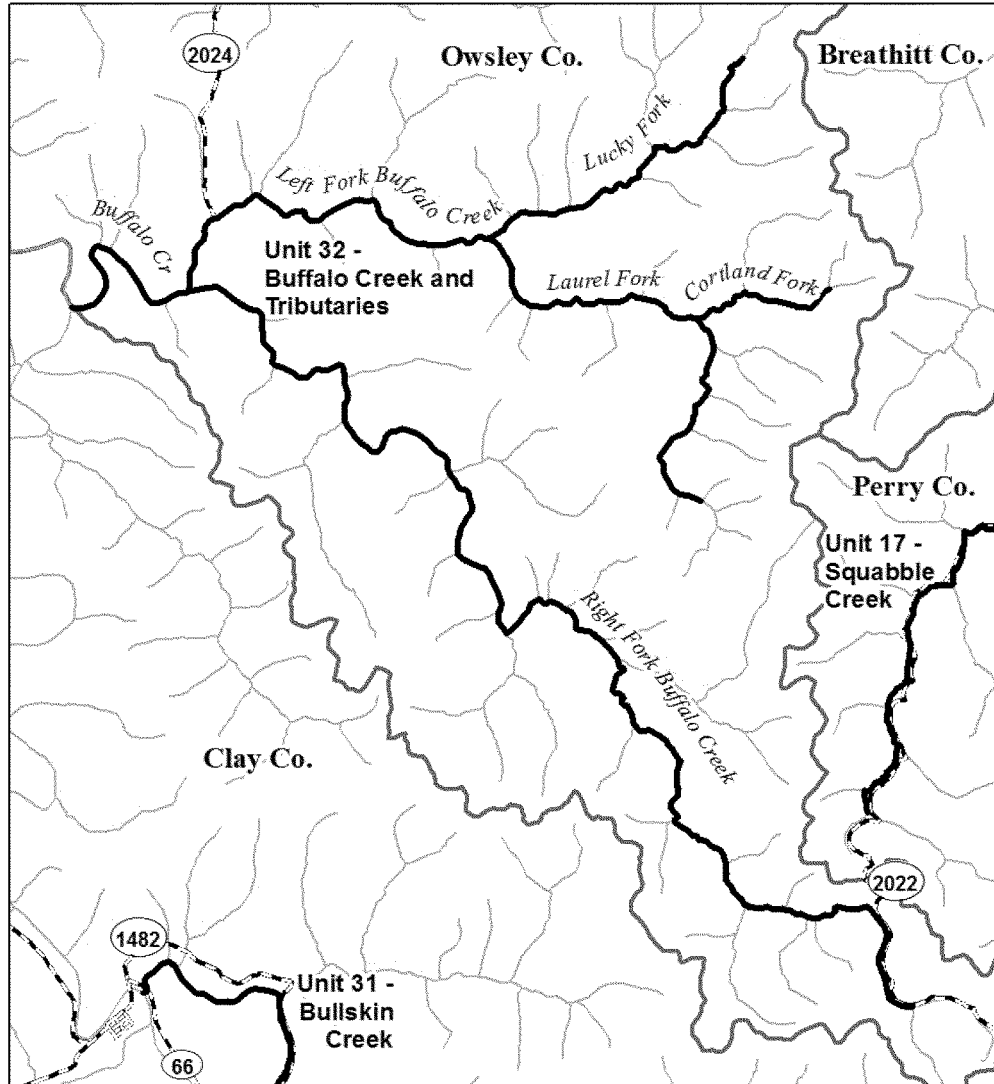 2024
Owsley Co.
Breathitt Co.
Lucky Fork
Left Fork Buffalo Creek
Buffalo Cr
Unit 32 -
Buffalo Creek and
Tributaries
Laurel Fork
Cortland Fork
Perry Co.
Unit 17 -
Squabble
Creek
Right Fork Buffalo Creek
Clay Co.
2022
1482
Unit 31 -
Bullskin
Creek
66